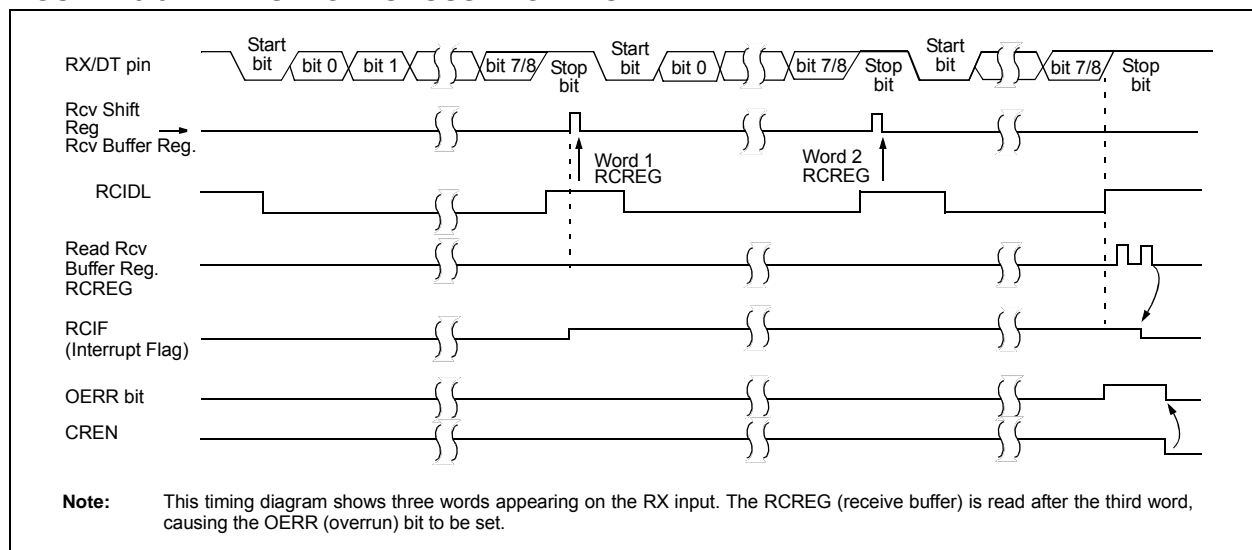 Start
bit
bit 0
bit 1
bit 7/8
Stop
bit
Start
bit
bit 0
bit 7/8
Stop
bit
Start
bit
bit 7/8
Stop
bit
RX/DT pin
Rcv Shift
Reg
Rcv Buffer Reg.
Word 1
RCREG
Word 2
RCREG
RCIDL
Read Rcv
Buffer Reg.
RCREG
RCIF
(Interrupt Flag)
OERR bit
CREN
Note: This timing diagram shows three words appearing on the RX input. The RCREG (receive buffer) is read after the third word,
causing the OERR (overrun) bit to be set.